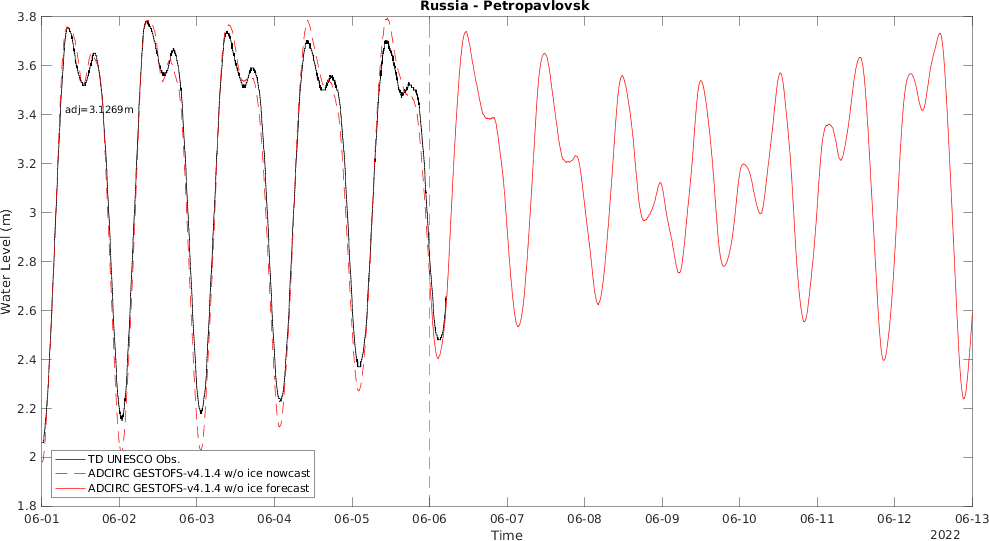 Russia - Petropavlovsk
3.8
3.6
3.4
3.2
3
2.8
2.6
2.4
2.2
2
1.8
Water Level (m)
adj=3.1269m
TD UNESCO Obs.
ADCIRC GESTOFS-v4.1.4 w/o ice nowcast
ADCIRC GESTOFS-v4.1.4 w/o ice forecast
06-01 06-02 06-03 06-04 06-05 06-06 06-07 06-08 06-09 06-10 06-11 06-12 06-13
Time
2022